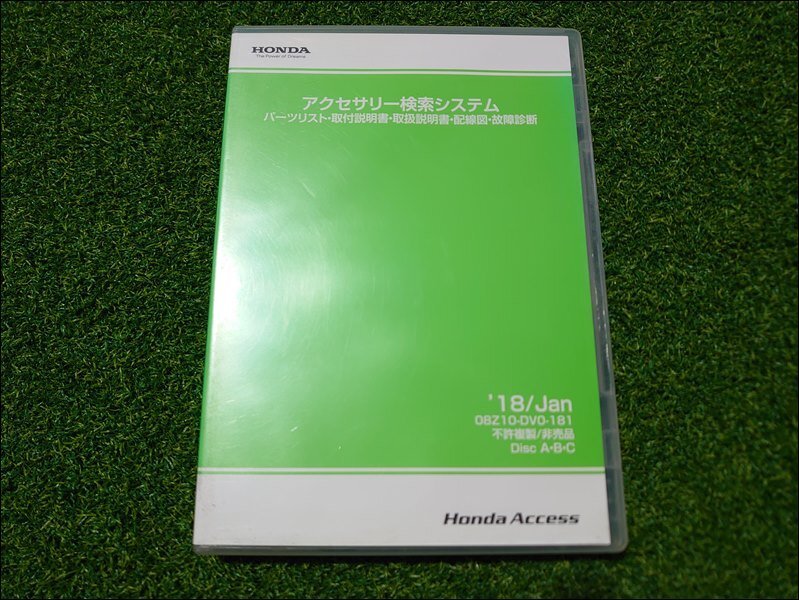 HONDA
The Power of Dreams
アクセサリー検索システム
パーツリスト・取付説明書・取扱説明書・配線図・故障診断
'18/Jan
08Z10-DV0-181
不許複製/非売品
Disc A・B・C
Honda Access